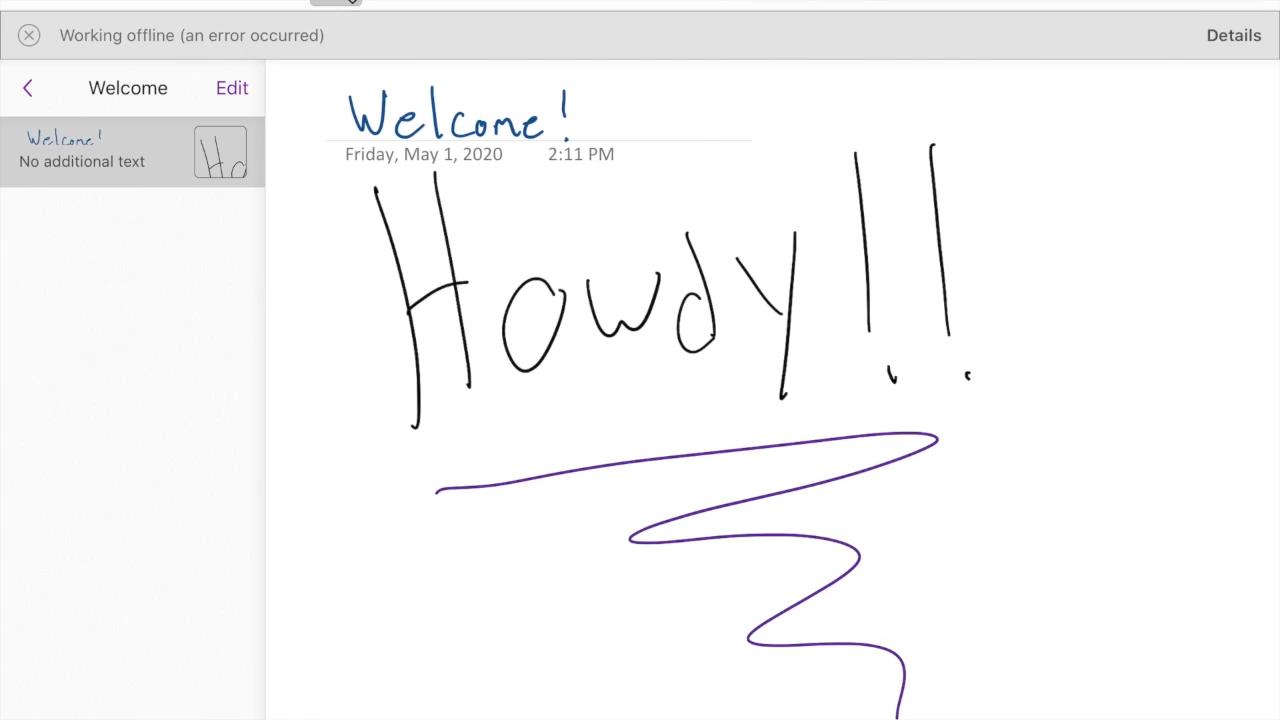 Working offline (an error occurred) Details
Welcome Edit
Welcome!
No additional text
Ho
Welcome!
Friday, May 1, 2020 2:11 PM
Howdy!!